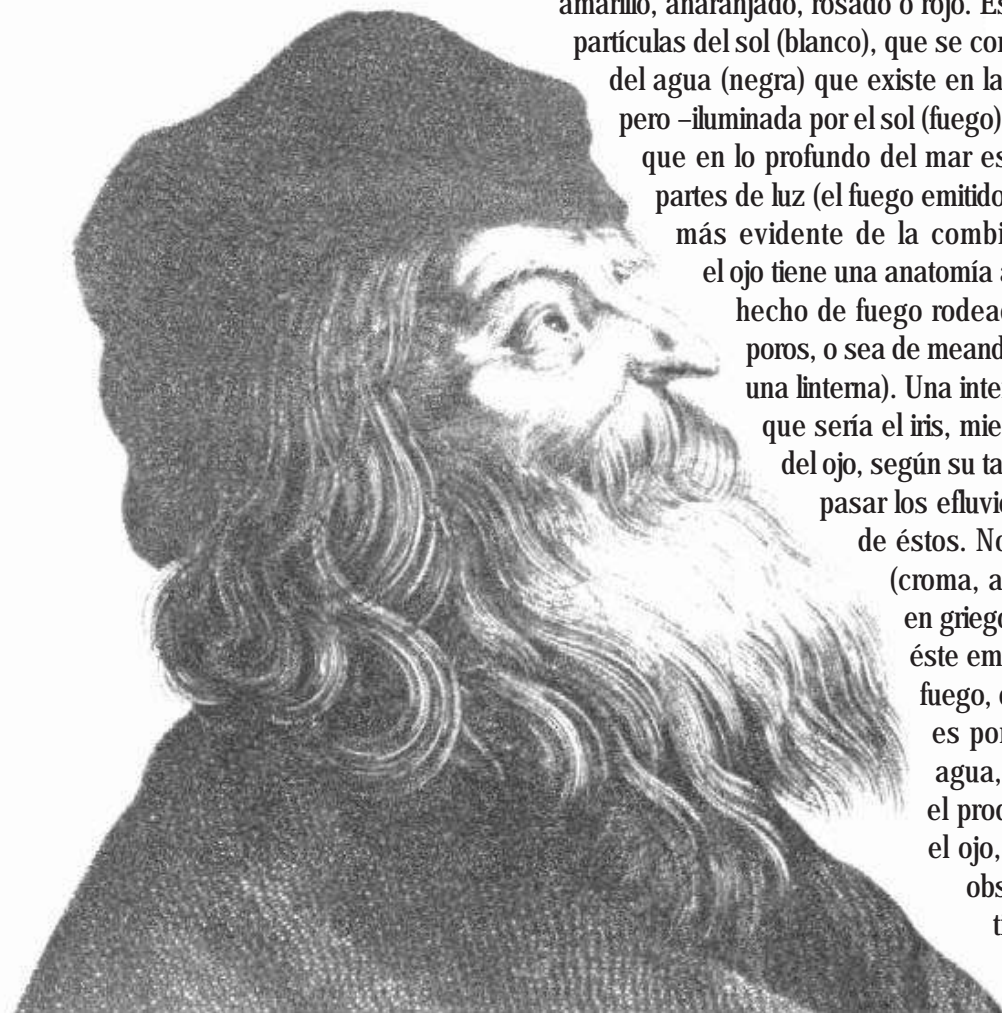 amarillo, anaranjado, rosado o rojo. Es
partículas del sol (blanco), que se con
del agua (negra) que existe en la
pero –iluminada por el sol (fuego)
que en lo profundo del mar es
partes de luz (el fuego emitido
más evidente de la combi
el ojo tiene una anatomía a
hecho de fuego rodead
poros, o sea de meand
una linterna). Una inte
que sería el iris, mie
del ojo, según su ta
pasar los efluvi
de éstos. No
(croma, a
en griego
éste em
fuego,
es por
agua,
el prod
el ojo,
obs